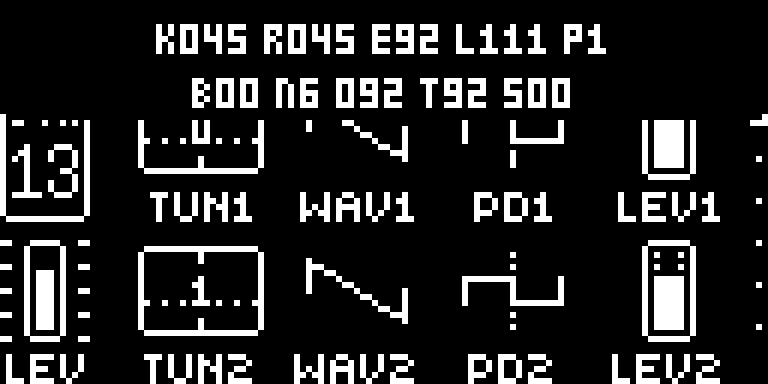 K045 R045 E92 L111 P1
B00 N6 092 T92 S00
13
TUN1 WAV1 PD1 LEV1
LEV TUN2 WAV2 PD2 LEV2